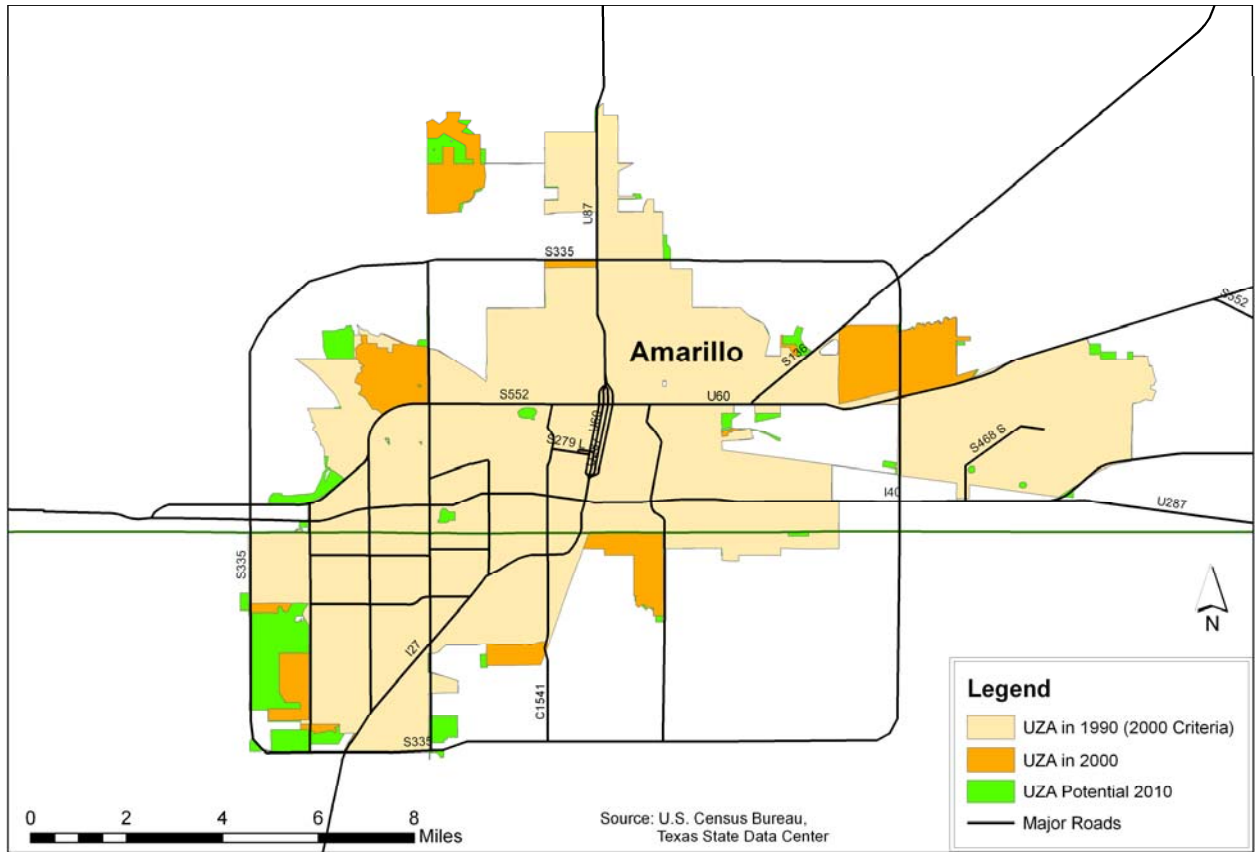 U87
S335
S552
Amarillo
S136
S552
U60
U60
S279 L
S468 S
I40
U287
S335
I27
C1541
S335
N
Legend
UZA in 1990 (2000 Criteria)
UZA in 2000
UZA Potential 2010
Major Roads
0 2 4 6 8
Miles
Source: U.S. Census Bureau,
Texas State Data Center